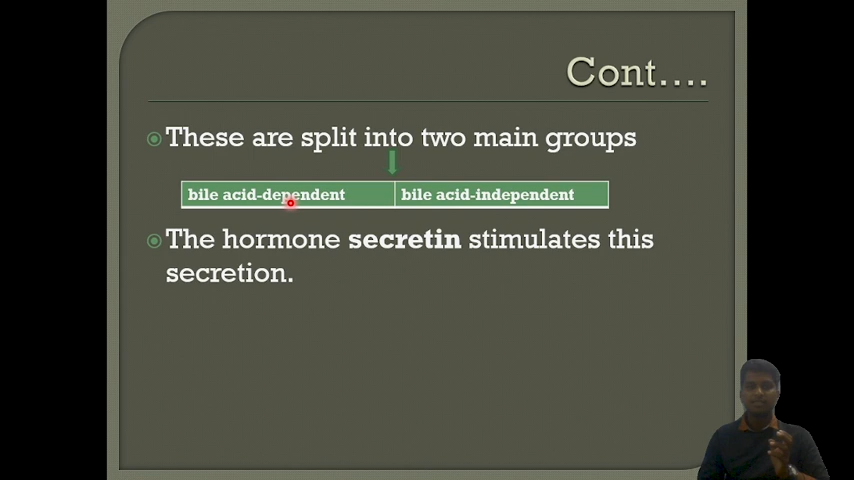 Cont....
These are split into two main groups
bile acid-dependent bile acid-independent
The hormone secretin stimulates this
secretion.